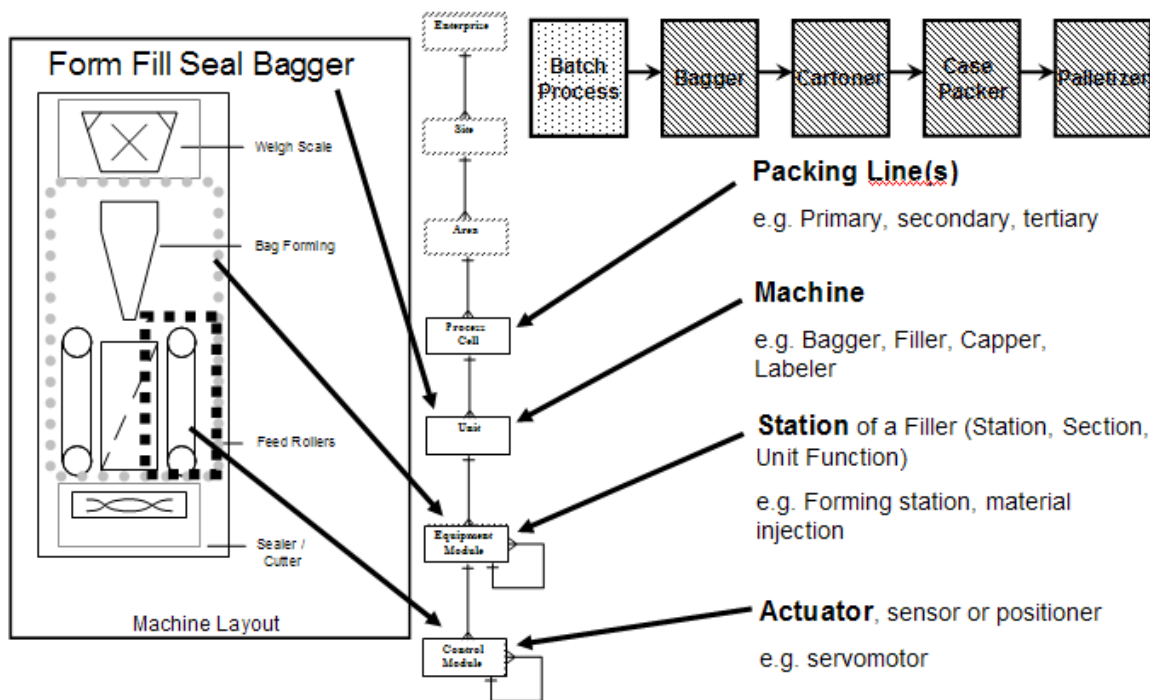 Form Fill Seal Bagger
Weigh Scale
Bag Forming
Feed Rollers
Sealer /
Cutter
Machine Layout
Enterprise
Site
Area
Process
Cell
Unit
Equipment
Module
Control
Module
Batch
Process
Bagger
Cartoner
Case
Packer
Palletizer
Packing Line(s)
e.g. Primary, secondary, tertiary
Machine
e.g. Bagger, Filler, Capper,
Labeler
Station of a Filler (Station, Section,
Unit Function)
e.g. Forming station, material
injection
Actuator, sensor or positioner
e.g. servomotor